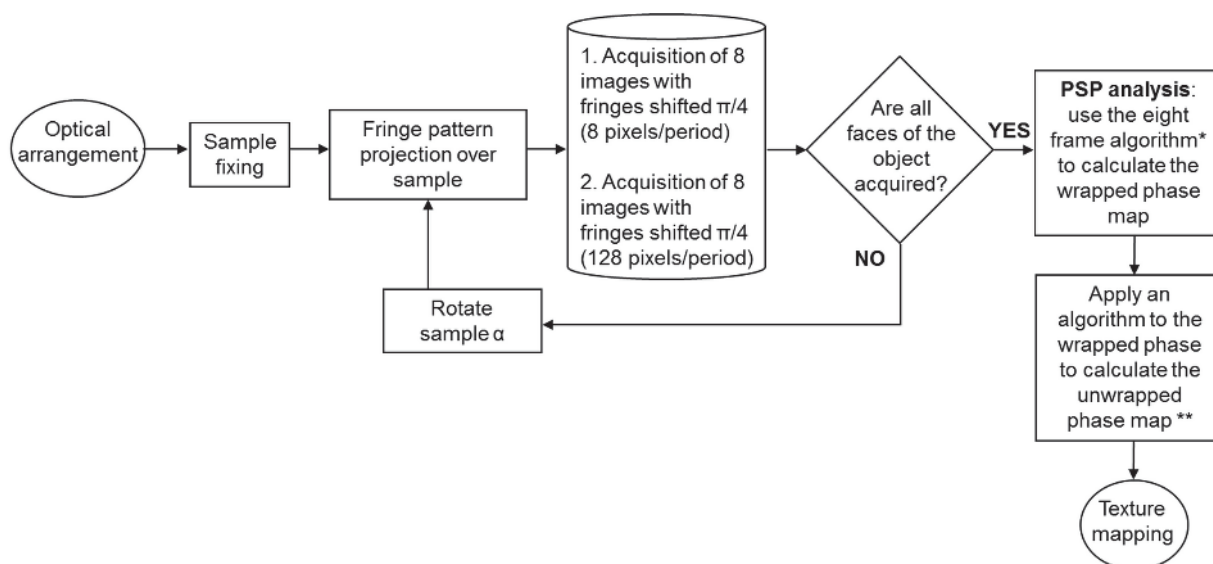 Optical
arrangement
Sample
fixing
Fringe pattern
projection over
sample
1. Acquisition of 8
images with
fringes shifted π/4
(8 pixels/period)
2. Acquisition of 8
images with
fringes shifted π/4
(128 pixels/period)
Are all
faces of the
object
acquired?
YES
NO
Rotate
sample α
PSP analysis:
use the eight
frame algorithm*
to calculate the
wrapped phase
map
Apply an
algorithm to the
wrapped phase
to calculate the
unwrapped
phase map **
Texture
mapping